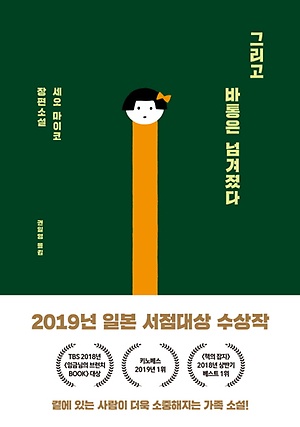 그리고
바통은 넘겨졌다
세오 마이코
장편소설
권일영 옮김
2019년 일본 서점대상 수상작
TBS 2018년
〈임금님의 브런치
BOOK〉 대상
키노베스
2019년 1위
〈책의 잡지〉
2018년 상반기
베스트 1위
곁에 있는 사람이 더욱 소중해지는 가족 소설!